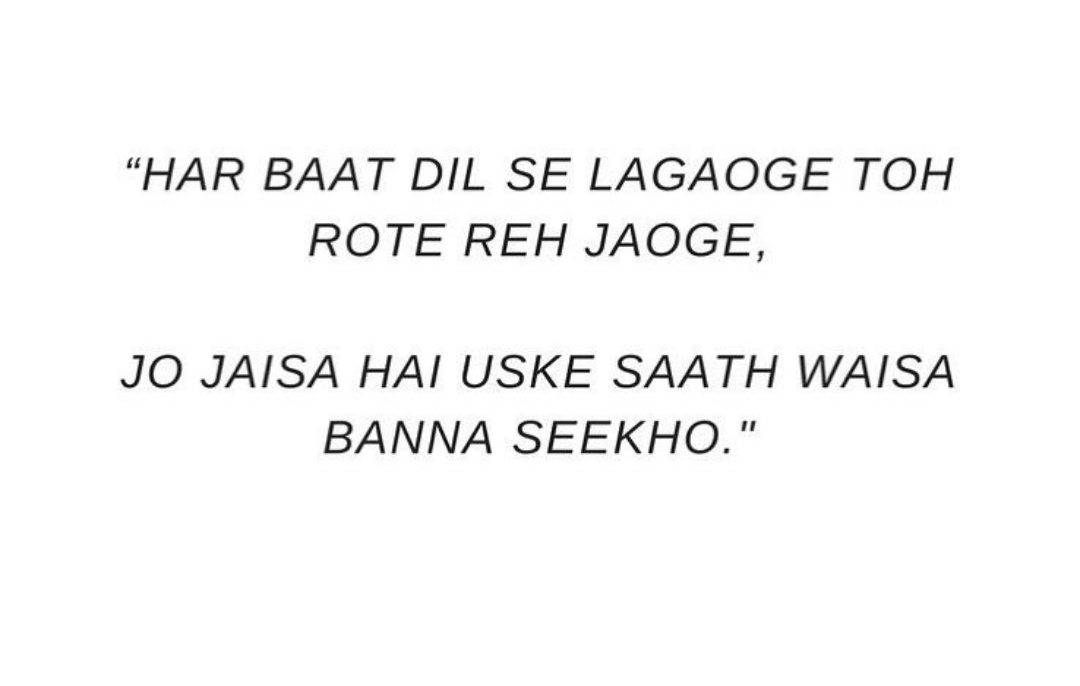 “HAR BAAT DIL SE LAGAOGE TOH
ROTE REH JAOGE,
JO JAISA HAI USKE SAATH WAISA
BANNA SEEKHO."